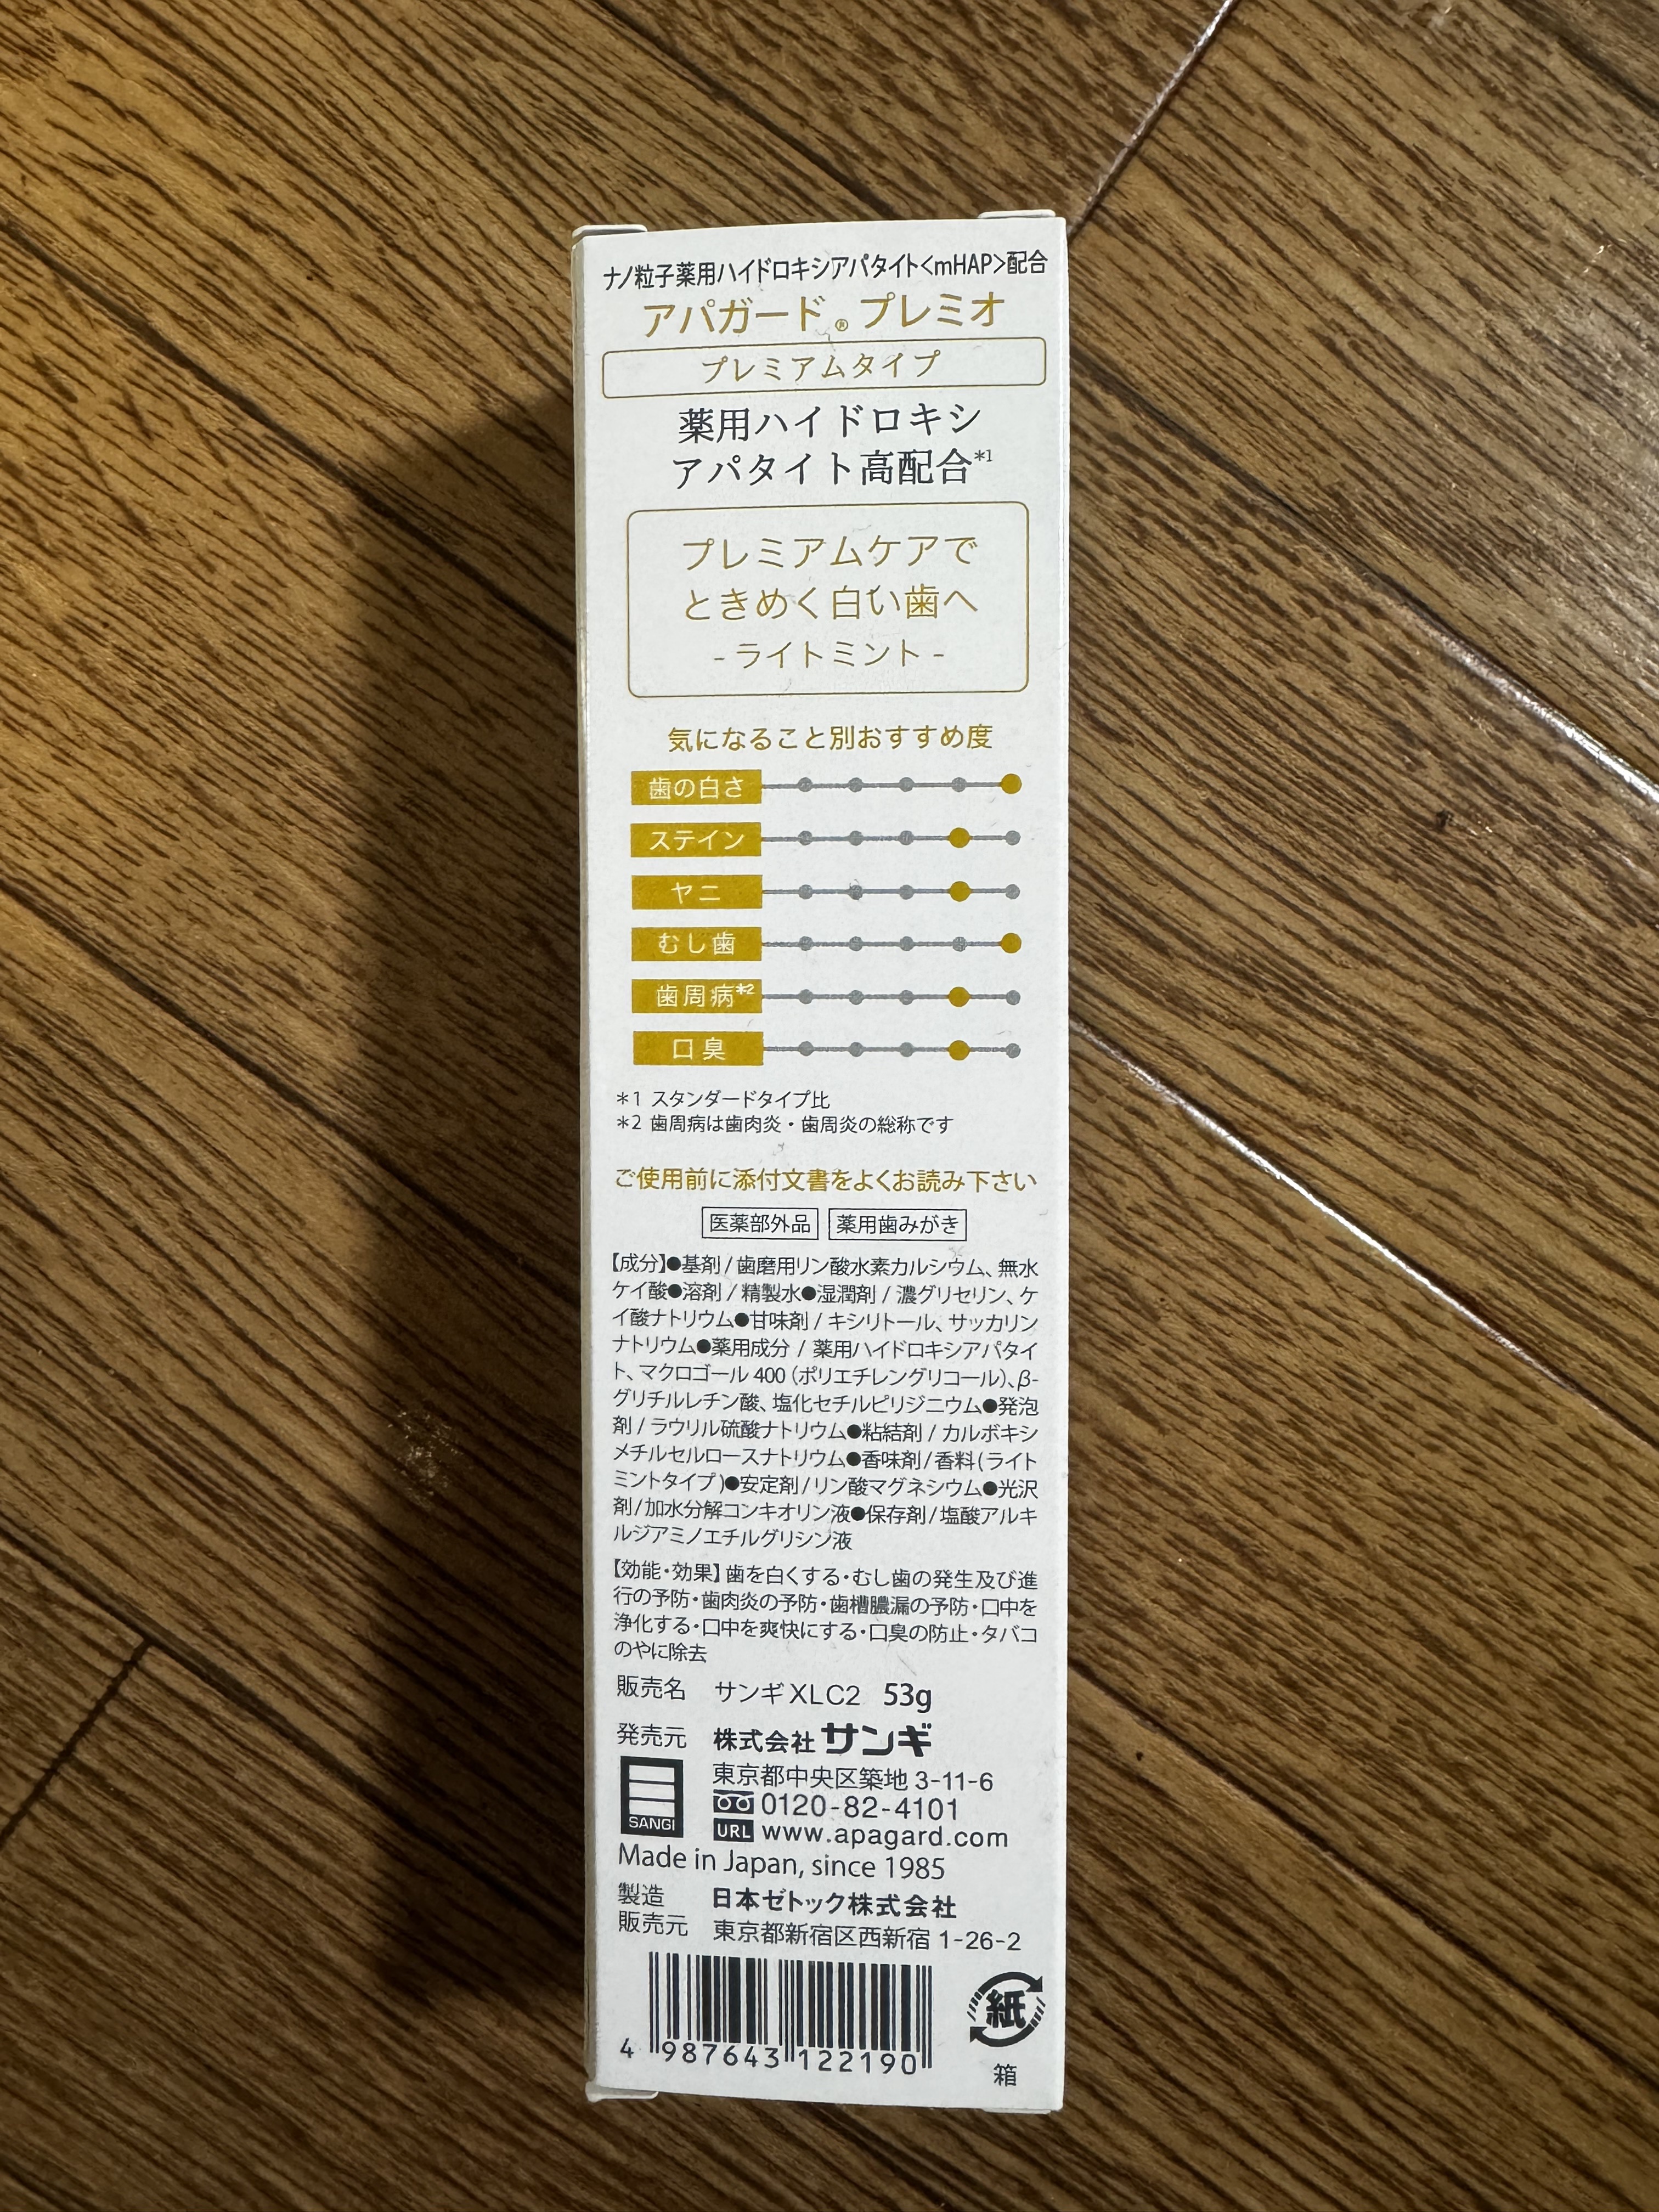 ナノ粒子薬用ハイドロキシアパタイト<mHAP>配合
アパガード®プレミオ
プレミアムタイプ
薬用ハイドロキシ
アパタイト高配合*1
プレミアムケアで
ときめく白い歯へ
- ライトミント -
気になること別おすすめ度
歯の白さ
ステイン
ヤニ
むし歯
歯周病*2
口臭
*1 スタンダードタイプ比
*2 歯周病は歯肉炎・歯周炎の総称です
ご使用前に添付文書をよくお読み下さい
医薬部外品 薬用歯みがき
【成分】●基剤/歯磨用リン酸水素カルシウム、無水
ケイ酸●溶剤/精製水●湿潤剤/濃グリセリン、ケ
イ酸ナトリウム●甘味剤/キシリトール、サッカリン
ナトリウム●薬用成分/薬用ハイドロキシアパタイ
ト、マクロゴール400(ポリエチレングリコール)、β-
グリチルレチン酸、塩化セチルピリジニウム●発泡
剤/ラウリル硫酸ナトリウム●粘結剤/カルボキシ
メチルセルロースナトリウム●香味剤/香料(ライト
ミントタイプ)●安定剤/リン酸マグネシウム●光沢
剤/加水分解コンキオリン液●保存剤/塩酸アルキ
ルジアミノエチルグリシン液
【効能・効果】歯を白くする・むし歯の発生及び進
行の予防・歯肉炎の予防・歯槽膿漏の予防・口中を
浄化する・口中を爽快にする・口臭の防止・タバコ
のやに除去
販売名 サンギXLC2 53g
発売元 株式会社サンギ
東京都中央区築地 3-11-6
0120-82-4101
SANGI
URL www.apagard.com
Made in Japan, since 1985
製造
販売元
日本ゼトック株式会社
東京都新宿区西新宿 1-26-2
4 987643 122190
紙
箱